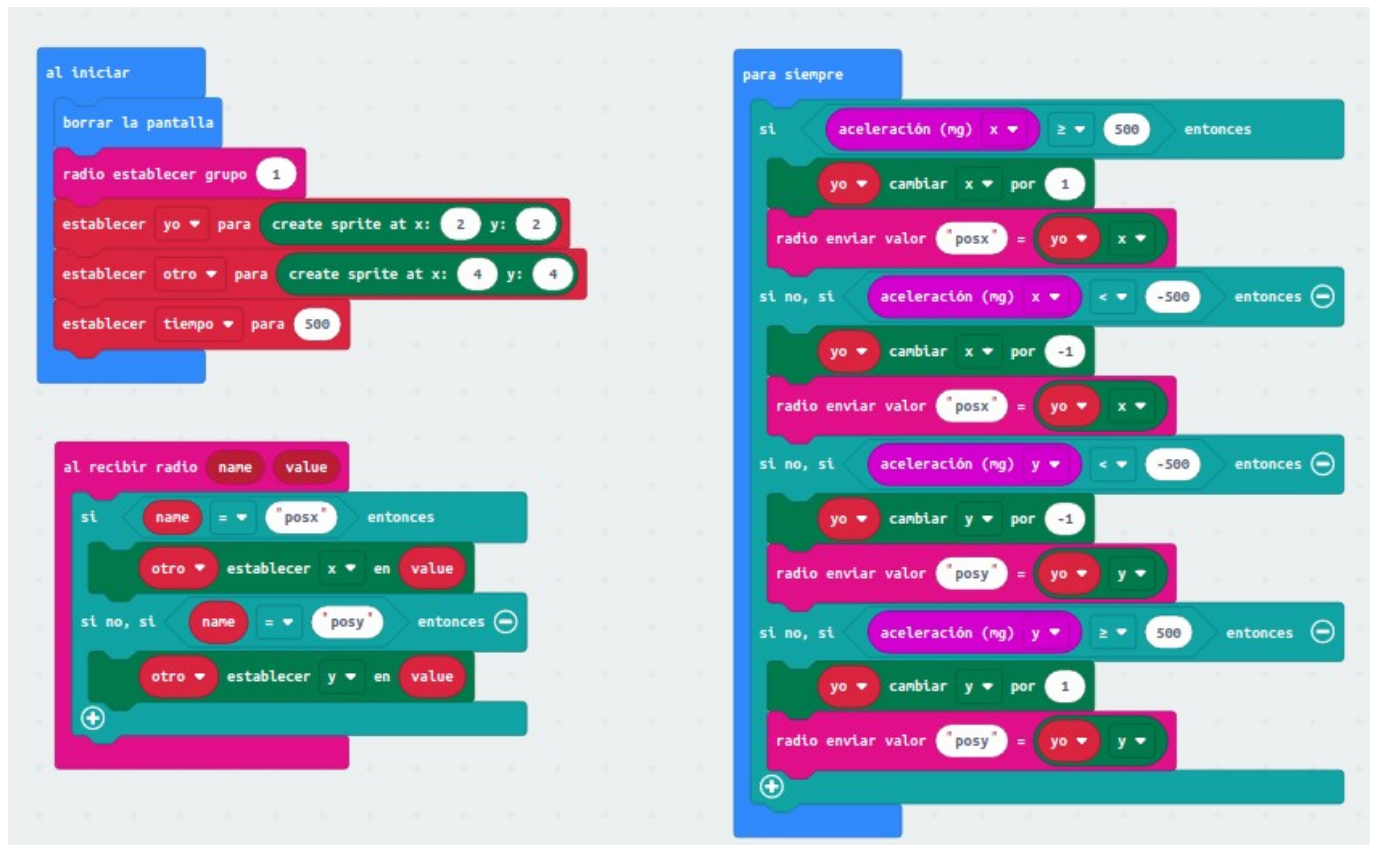 al iniciar
borrar la pantalla
radio establecer grupo 1
establecer yo para create sprite at x: 2 y: 2
establecer otro para create sprite at x: 4 y: 4
establecer tiempo para 500
al recibir radio name value
si name = "posx" entonces
otro establecer x en value
si no, si name = "posy" entonces
otro establecer y en value
para siempre
si aceleración (mg) x ≥ 500 entonces
yo cambiar x por 1
radio enviar valor "posx" = yo x
si no, si aceleración (mg) x < -500 entonces
yo cambiar x por -1
radio enviar valor "posx" = yo x
si no, si aceleración (mg) y < -500 entonces
yo cambiar y por -1
radio enviar valor "posy" = yo y
si no, si aceleración (mg) y ≥ 500 entonces
yo cambiar y por 1
radio enviar valor "posy" = yo y